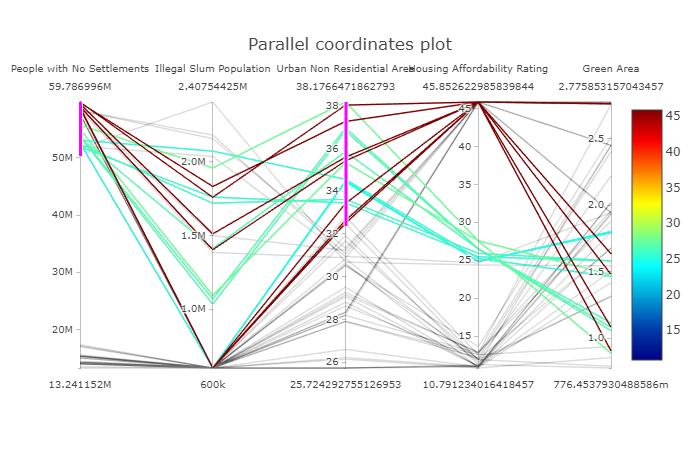 Parallel coordinates plot
People with No Settlements Illegal Slum Population Urban Non Residential Area Housing Affordability Rating Green Area
59.786996M 2.40754425M 38.1766471862793 45.852622985839844 2.775853157043457
50M
40M
30M
20M
2.0M
1.5M
1.0M
38
36
34
32
30
28
26
45
40
35
30
25
20
15
2.5
2.0
1.5
1.0
45
40
35
30
25
20
15
13.241152M 600k 25.724292755126953 10.791234016418457 776.4537930488586m